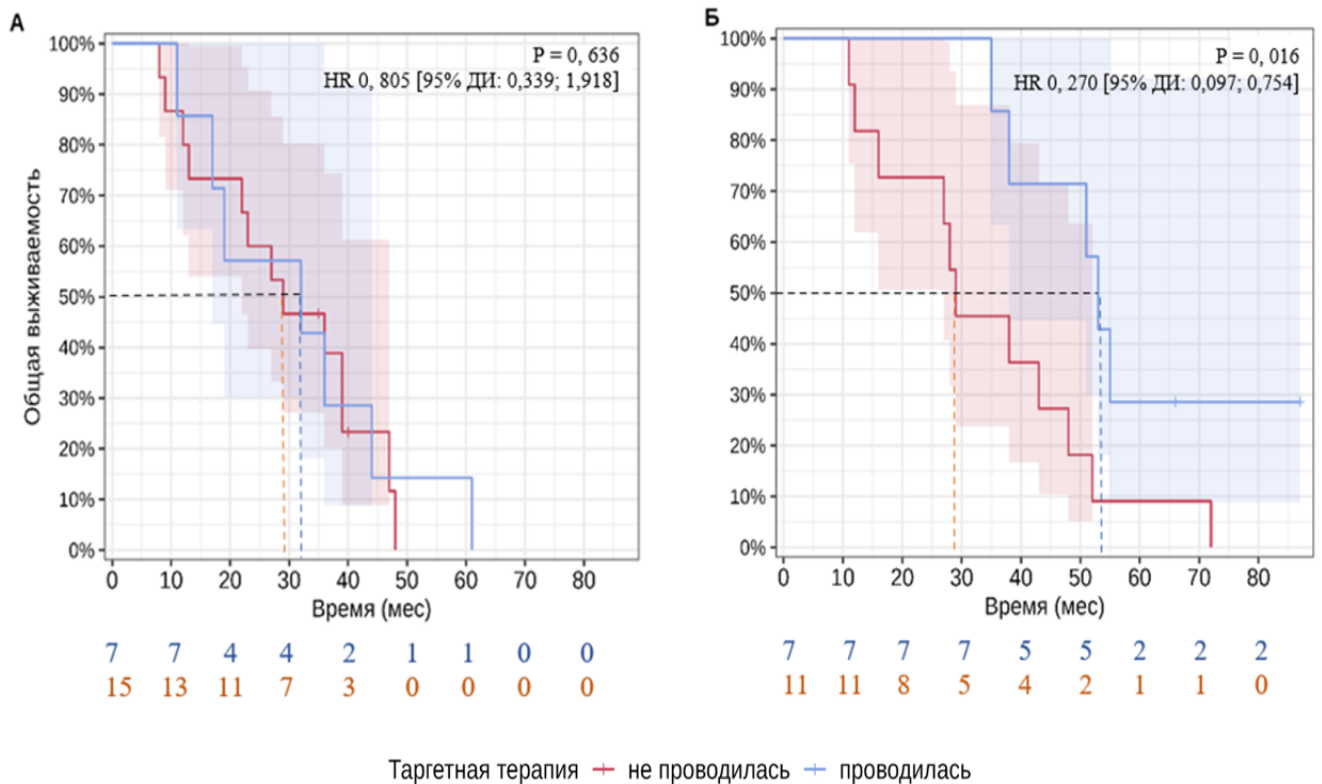 А
Б
P = 0, 636
HR 0, 805 [95% ДИ: 0,339; 1,918]
P = 0, 016
HR 0, 270 [95% ДИ: 0,097; 0,754]
Общая выживаемость
100%
90%
80%
70%
60%
50%
40%
30%
20%
10%
0%
0 10 20 30 40 50 60 70 80
Время (мес)
7 7 4 4 2 1 1 0 0
15 13 11 7 3 0 0 0 0
100%
90%
80%
70%
60%
50%
40%
30%
20%
10%
0%
0 10 20 30 40 50 60 70 80
Время (мес)
7 7 7 7 5 5 2 2 2
11 11 8 5 4 2 1 1 0
Таргетная терапия не проводилась проводилась